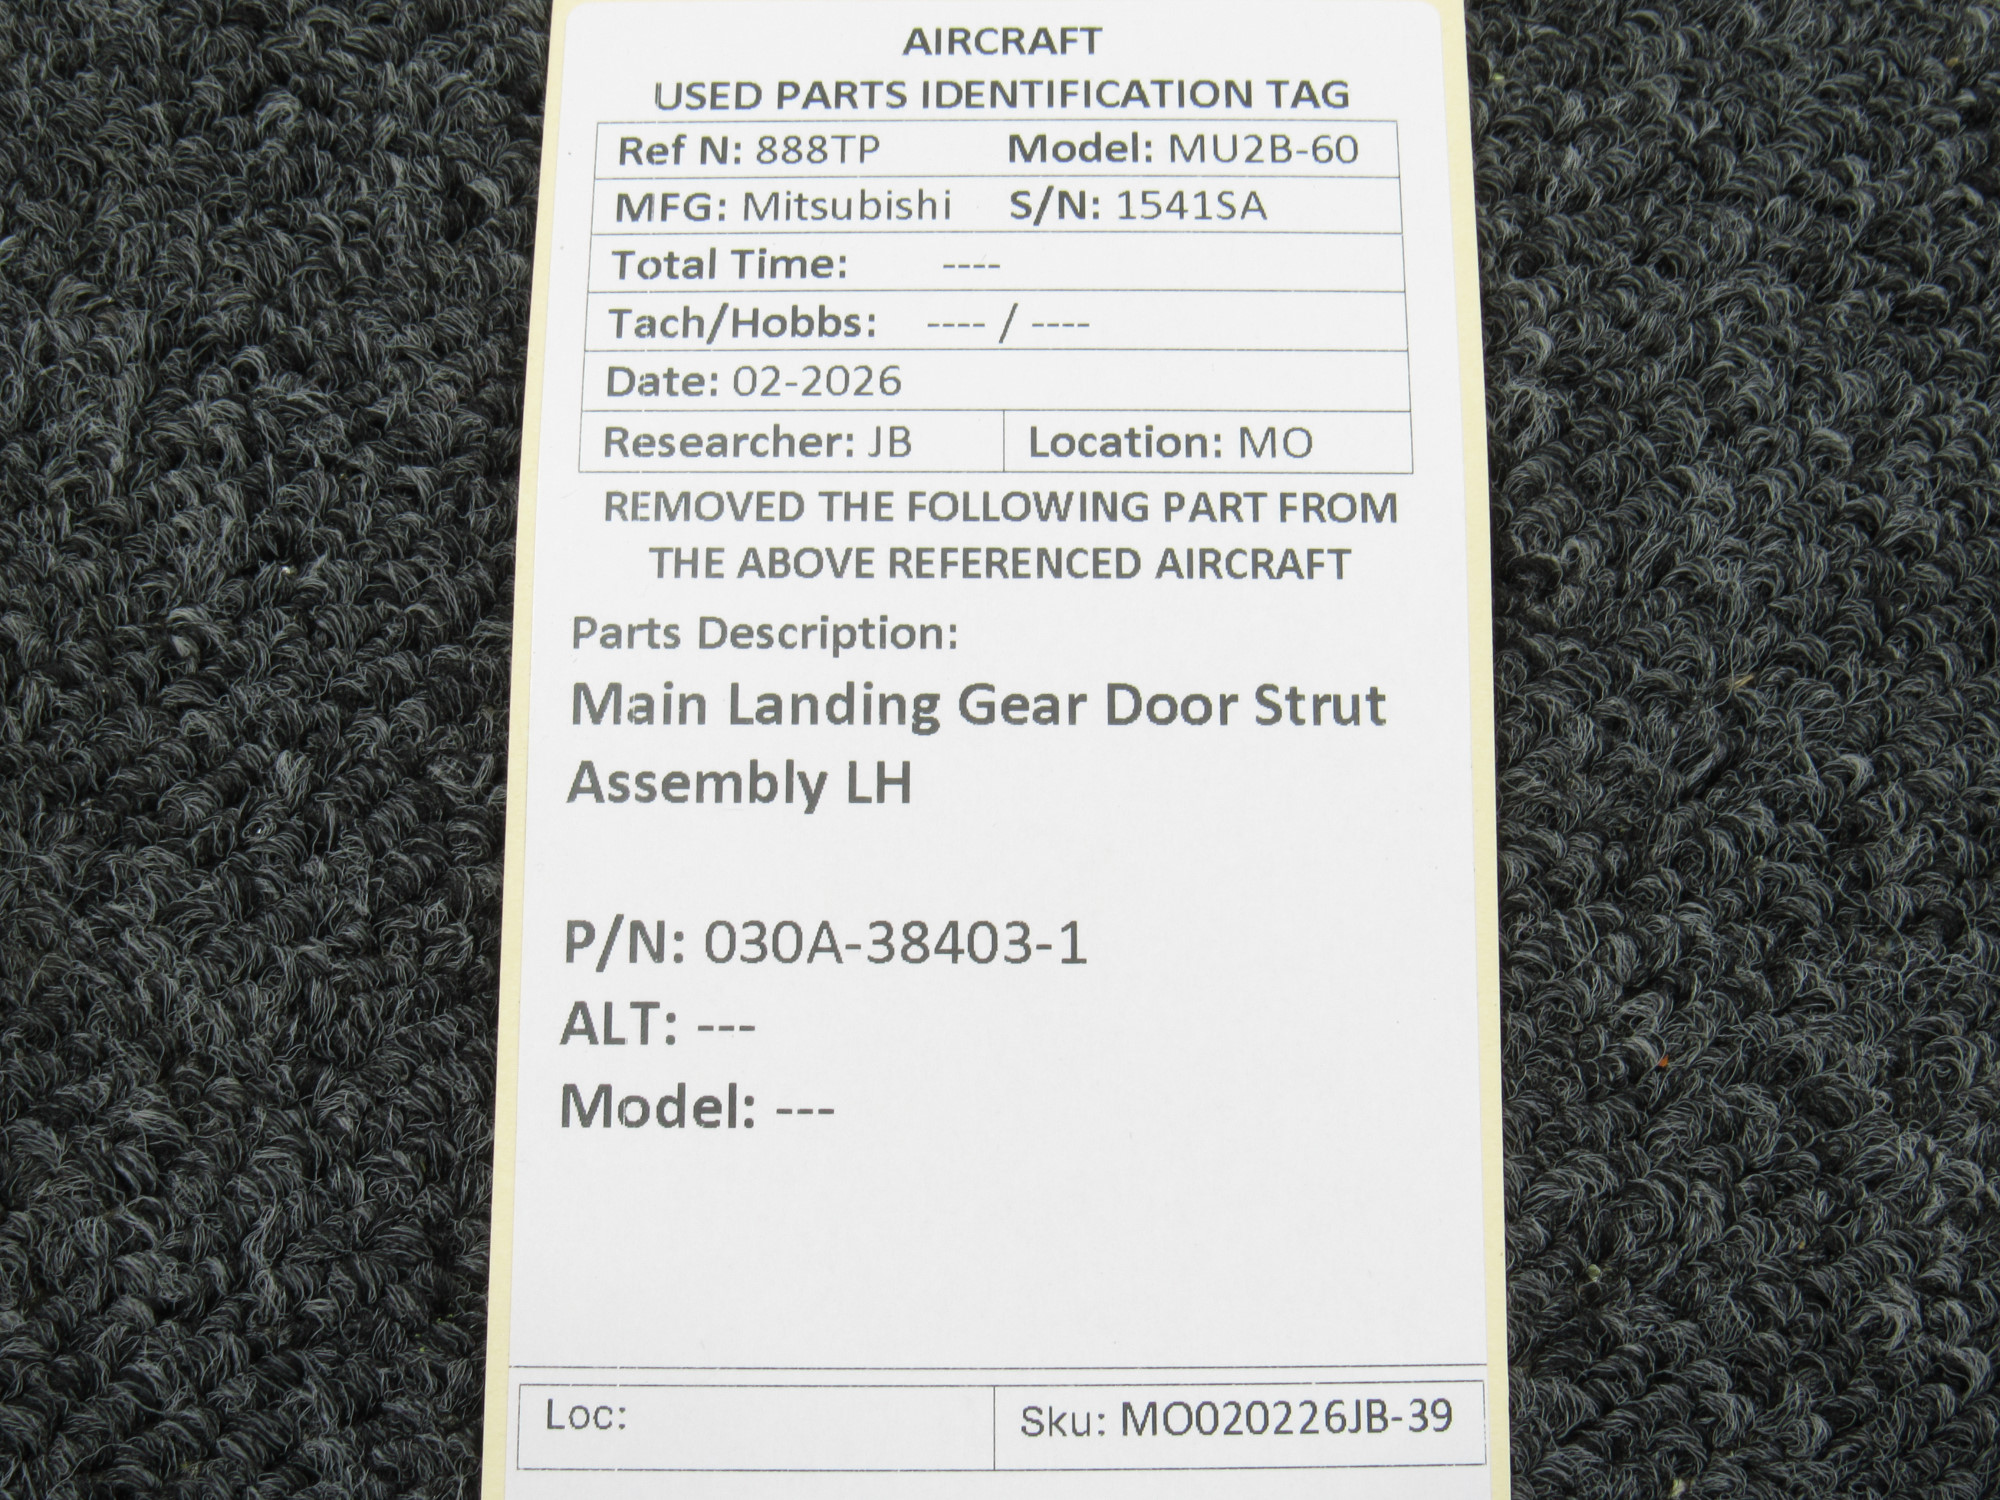 AIRCRAFT
USED PARTS IDENTIFICATION TAG
Ref N: 888TP Model: MU2B-60
MFG: Mitsubishi S/N: 1541SA
Total Time: ----
Tach/Hobbs: ---- / ----
Date: 02-2026
Researcher: JB Location: MO
REMOVED THE FOLLOWING PART FROM
THE ABOVE REFERENCED AIRCRAFT
Parts Description:
Main Landing Gear Door Strut
Assembly LH
P/N: 030A-38403-1
ALT: ---
Model: ---
Loc: Sku: MO020226JB-39